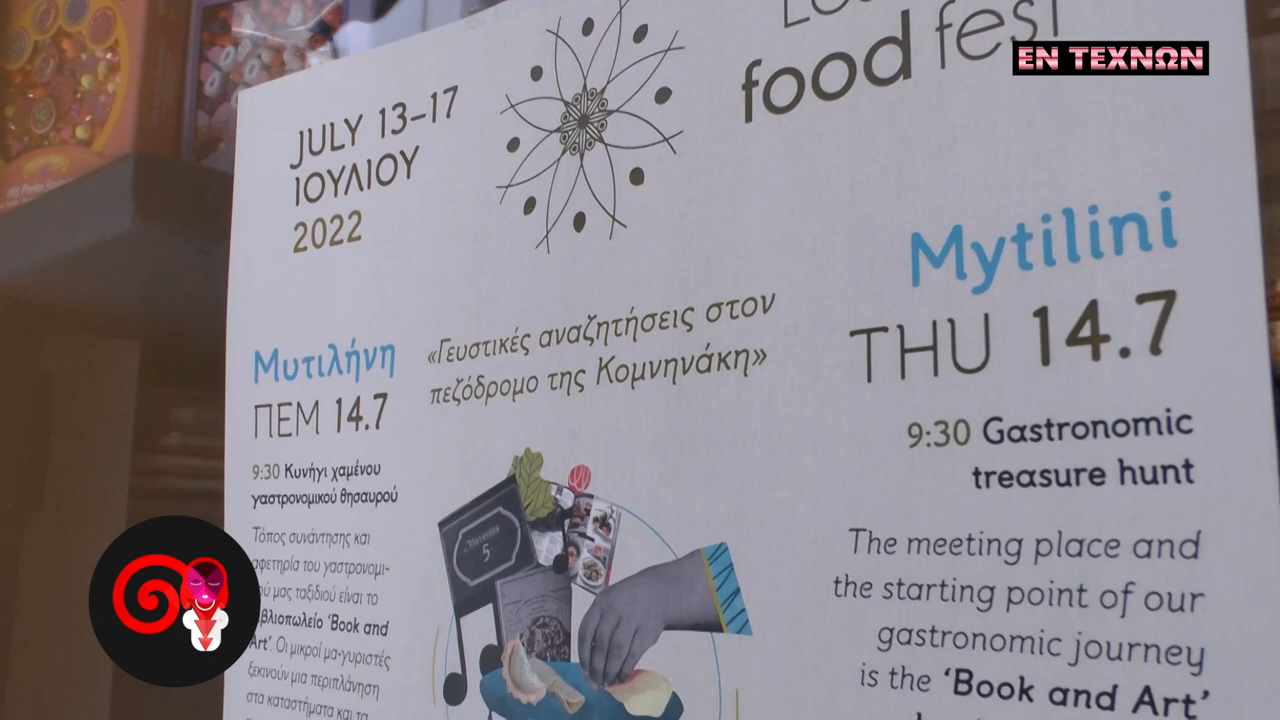 ΕΝ ΤΕΧΝΩΝ
food fest
JULY 13-17
ΙΟΥΛΙΟΥ
2022
Μυτιλήνη
ΠΕΜ 14.7
9:30 Κυνήγι χαμένου
γαστρονομικού θησαυρού
Τόπος συνάντησης και
αφετηρία του γαστρονομι-
μας ταξιδιού είναι το
'Book and
Art'. Οι μικροί μα-γυριστές
ξεκινούν μια περιπλάνηση
στα καταστήματα και τα
«Γευστικές αναζητήσεις στον
πεζόδρομο της Κομνηνάκη»
5
Mytilini
THU 14.7
9:30 Gastronomic
treasure hunt
The meeting place and
the starting point of our
gastronomic journey
is the 'Book and Art'